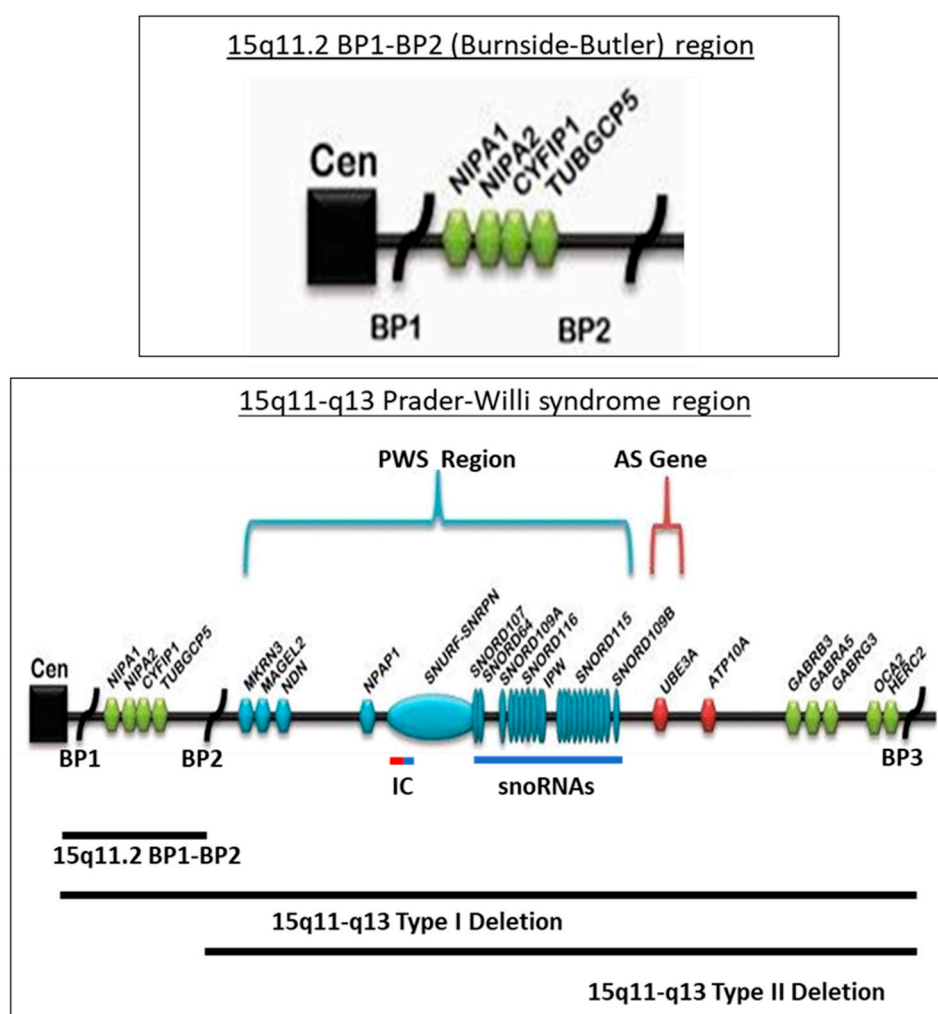 15q11.2 BP1-BP2 (Burnside-Butler) region
Cen
NIPA1
NIPA2
CYFIP1
TUBGCP5
BP1
BP2
15q11-q13 Prader-Willi syndrome region
PWS Region
AS Gene
Cen
NIPA1
NIPA2
CYFIP1
TUBGCP5
MKRN3
MAGEL2
NDN
NPAP1
SNURF-SNRPN
SNORD107
SNORD64
SNORD109A
SNORD116
IPW
SNORD115
SNORD109B
UBE3A
ATP10A
GABRB3
GABRA5
GABRG3
OCA2
HERC2
BP1
BP2
BP3
IC
snoRNAs
15q11.2 BP1-BP2
15q11-q13 Type I Deletion
15q11-q13 Type II Deletion